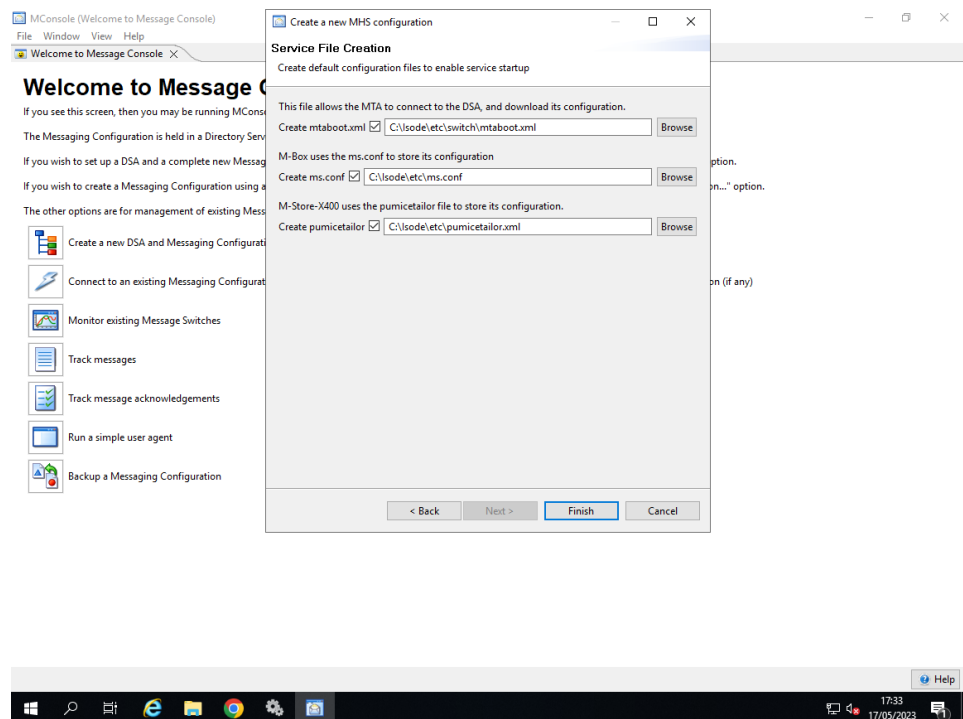 MConsole (Welcome to Message Console)
File Window View Help
Welcome to Message Console
Welcome to Message C
If you see this screen, then you may be running MCons
The Messaging Configuration is held in a Directory Serv
If you wish to set up a DSA and a complete new Messag
ption.
If you wish to create a Messaging Configuration using a
on..." option.
The other options are for management of existing Mess
Create a new DSA and Messaging Configurati
Connect to an existing Messaging Configurat
on (if any)
Monitor existing Message Switches
Track messages
Track message acknowledgements
Run a simple user agent
Backup a Messaging Configuration
Create a new MHS configuration
Service File Creation
Create default configuration files to enable service startup
This file allows the MTA to connect to the DSA, and download its configuration.
Create mtaboot.xml C:\Isode\etc\switch\mtaboot.xml Browse
M-Box uses the ms.conf to store its configuration
Create ms.conf C:\Isode\etc\ms.conf Browse
M-Store-X400 uses the pumicetailor file to store its configuration.
Create pumicetailor C:\Isode\etc\pumicetailor.xml Browse
< Back Next > Finish Cancel
Help
17:33
17/05/2023
1